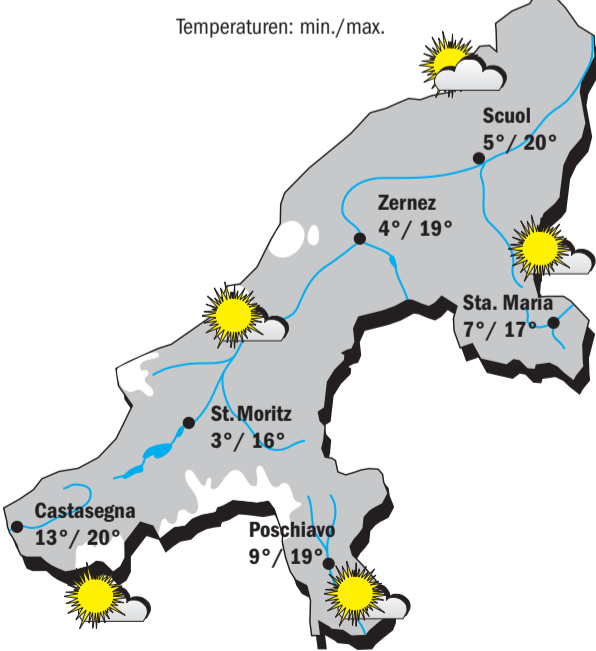 Temperaturen: min./max.
Scuol
5°/ 20°
Zernez
4°/ 19°
Sta. Maria
7°/ 17°
St. Moritz
3°/ 16°
Castasegna
13°/ 20°
Poschiavo
9°/ 19°